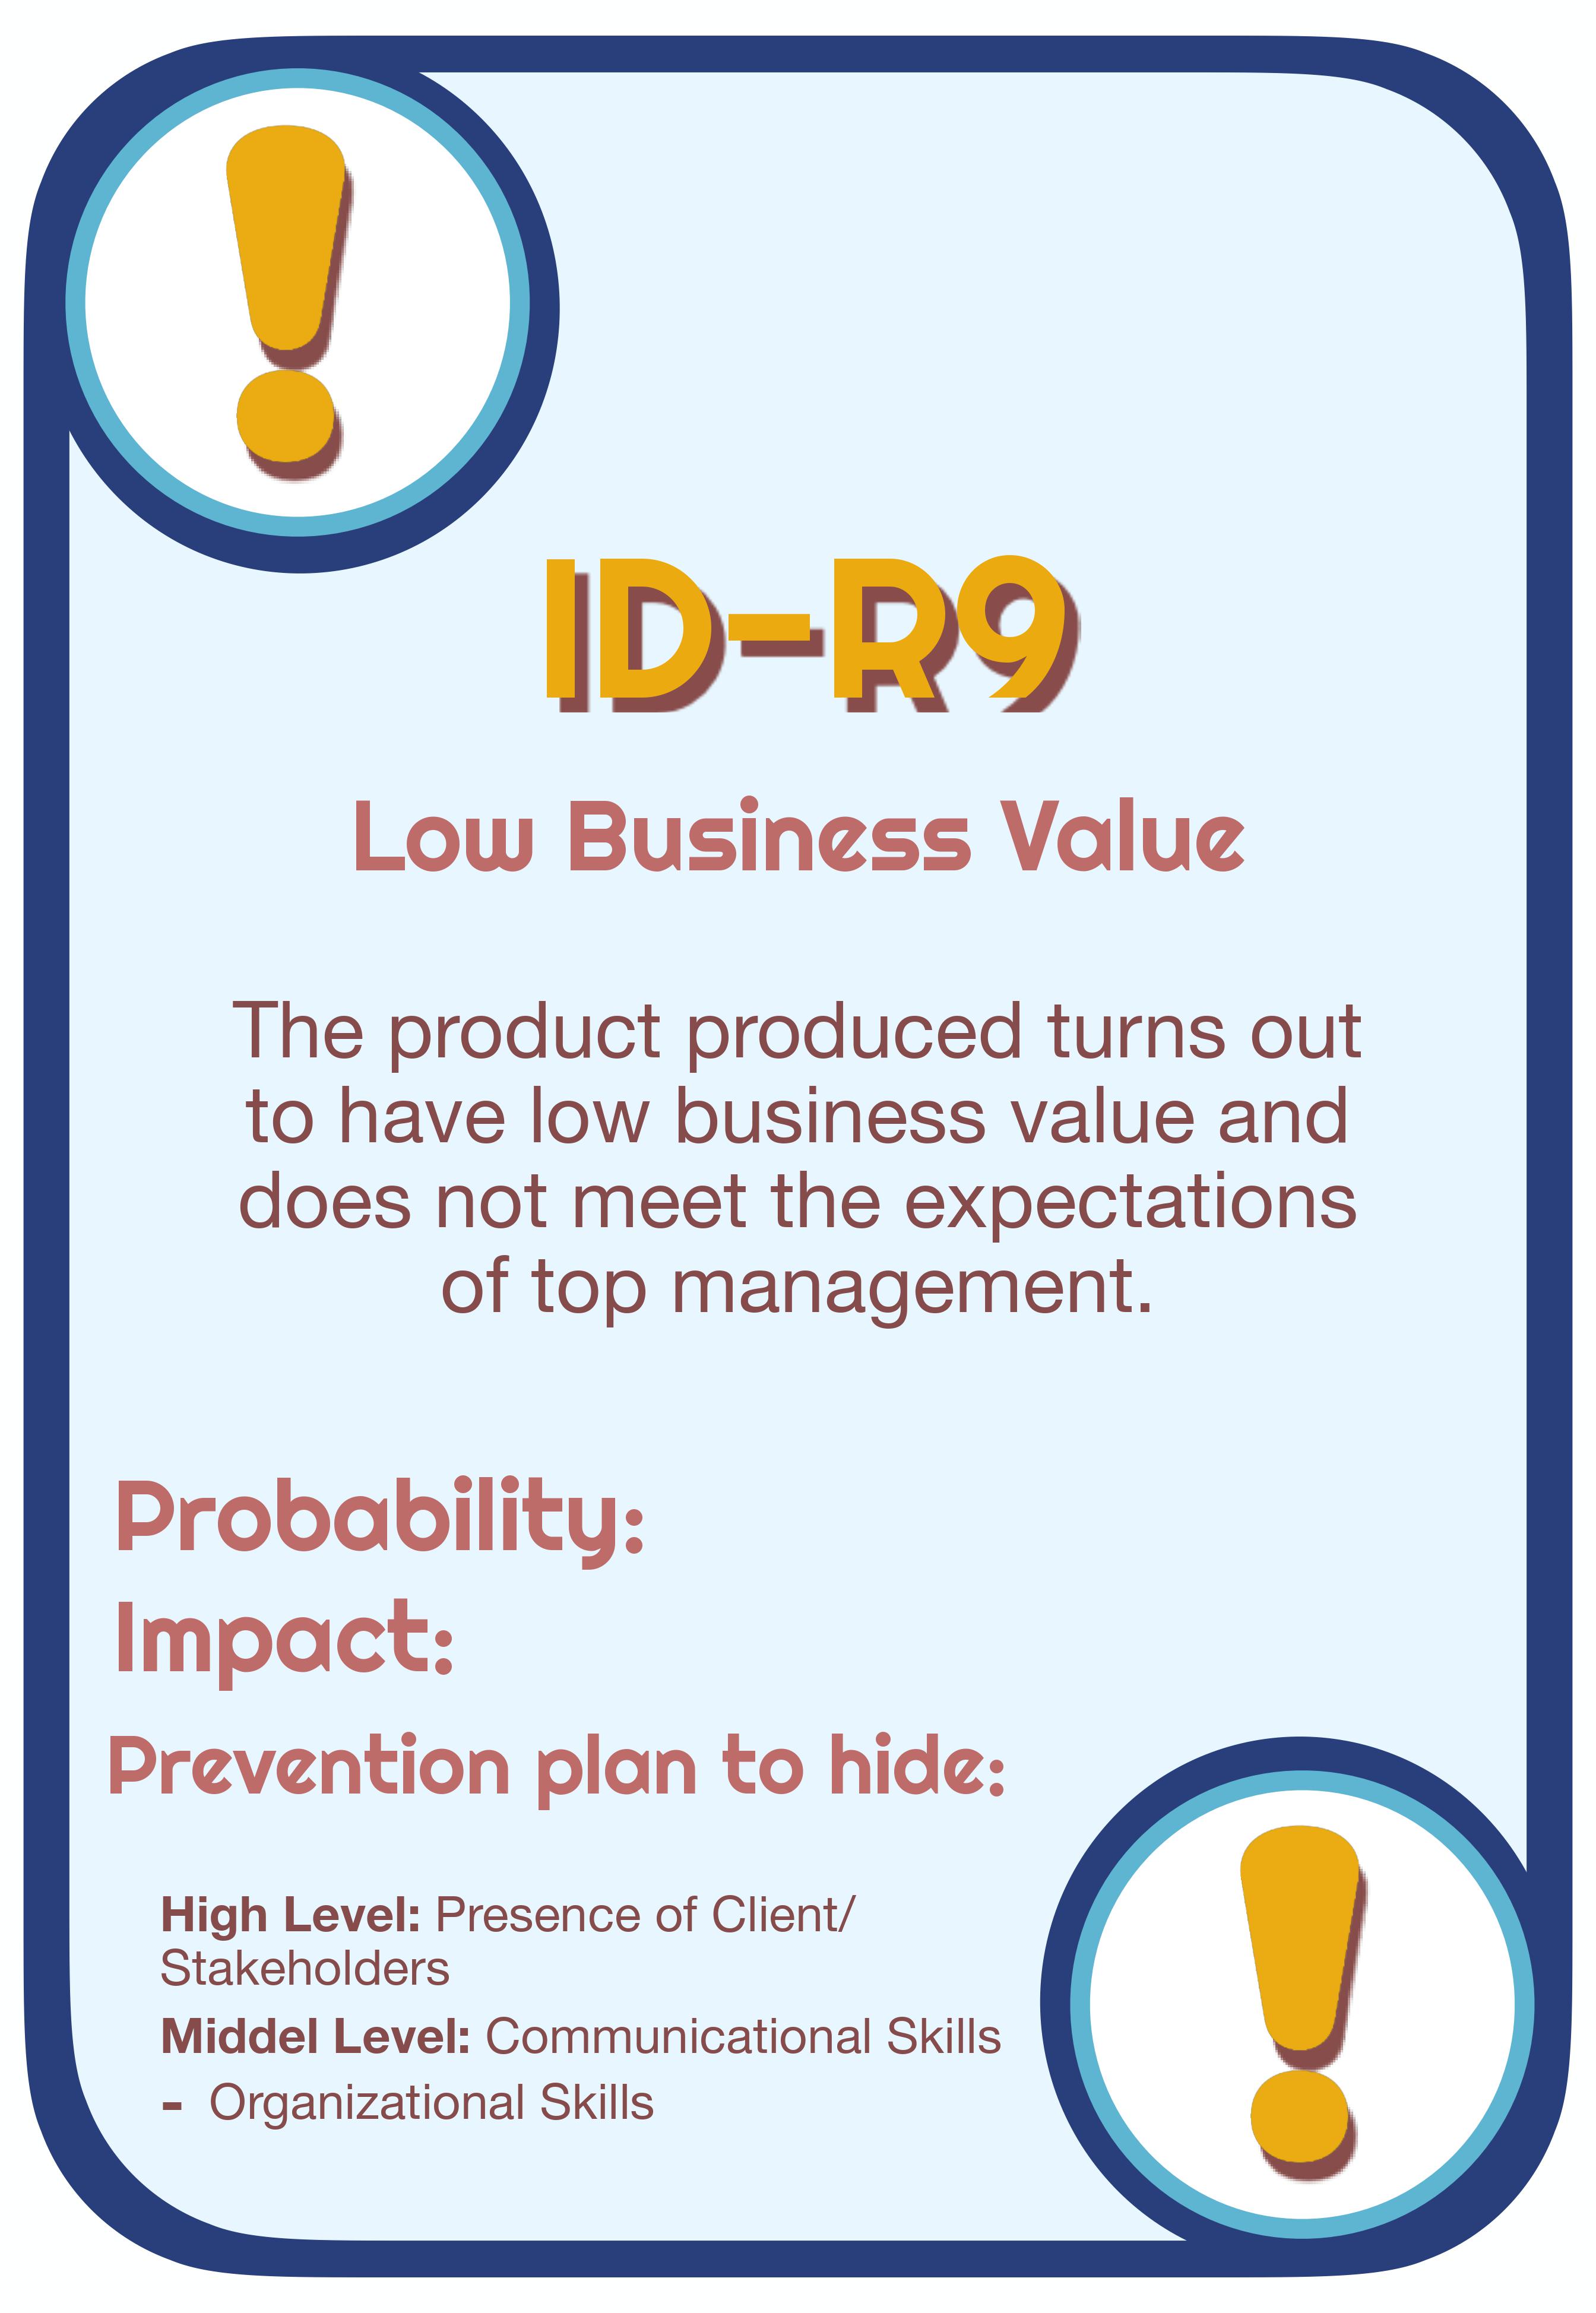 ID-R9
Low Business Value
The product produced turns out
to have low business value and
does not meet the expectations
of top management.
Probability:
Impact:
Prevention plan to hide:
High Level: Presence of Client/
Stakeholders
Middel Level: Communicational Skills
- Organizational Skills